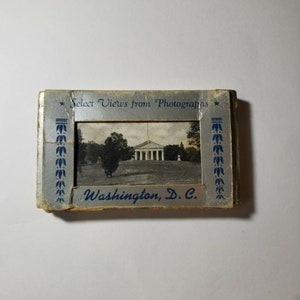 Select Views from Photographs
Washington, D. C.